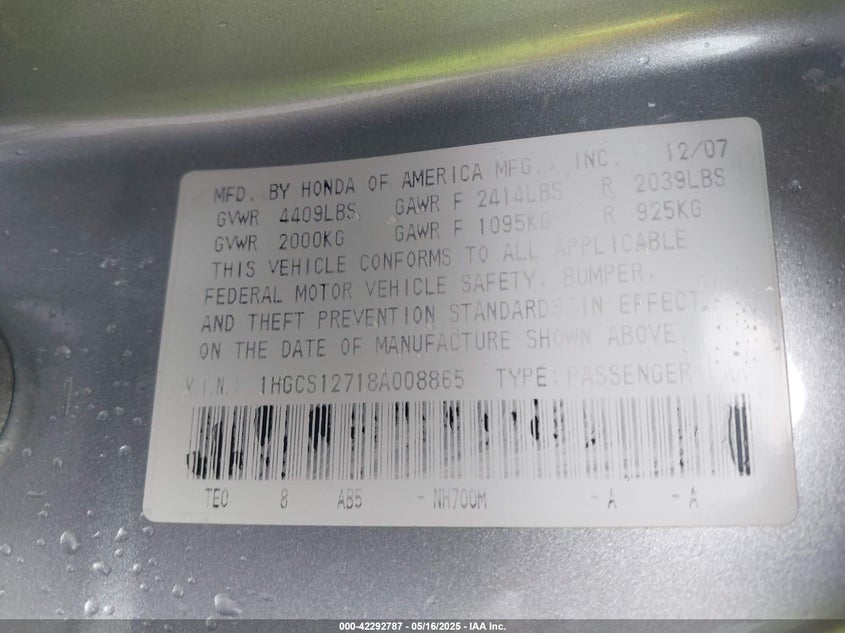 MFD. BY HONDA OF AMERICA MFG., INC. 12/07
GVWR 4409LBS GAWR F 2414LBS R 2039LBS
GVWR 2000KG GAWR F 1095KG R 925KG
THIS VEHICLE CONFORMS TO ALL APPLICABLE
FEDERAL MOTOR VEHICLE SAFETY, BUMPER,
AND THEFT PREVENTION STANDARDS IN EFFECT
ON THE DATE OF MANUFACTURE SHOWN ABOVE.
V.I.N.: 1HGCS12718A008865 TYPE: PASSENGER CAR
TE0 8 AB5 -NH700M -A -A
000-42292787 - 05/16/2025 - IAA Inc.